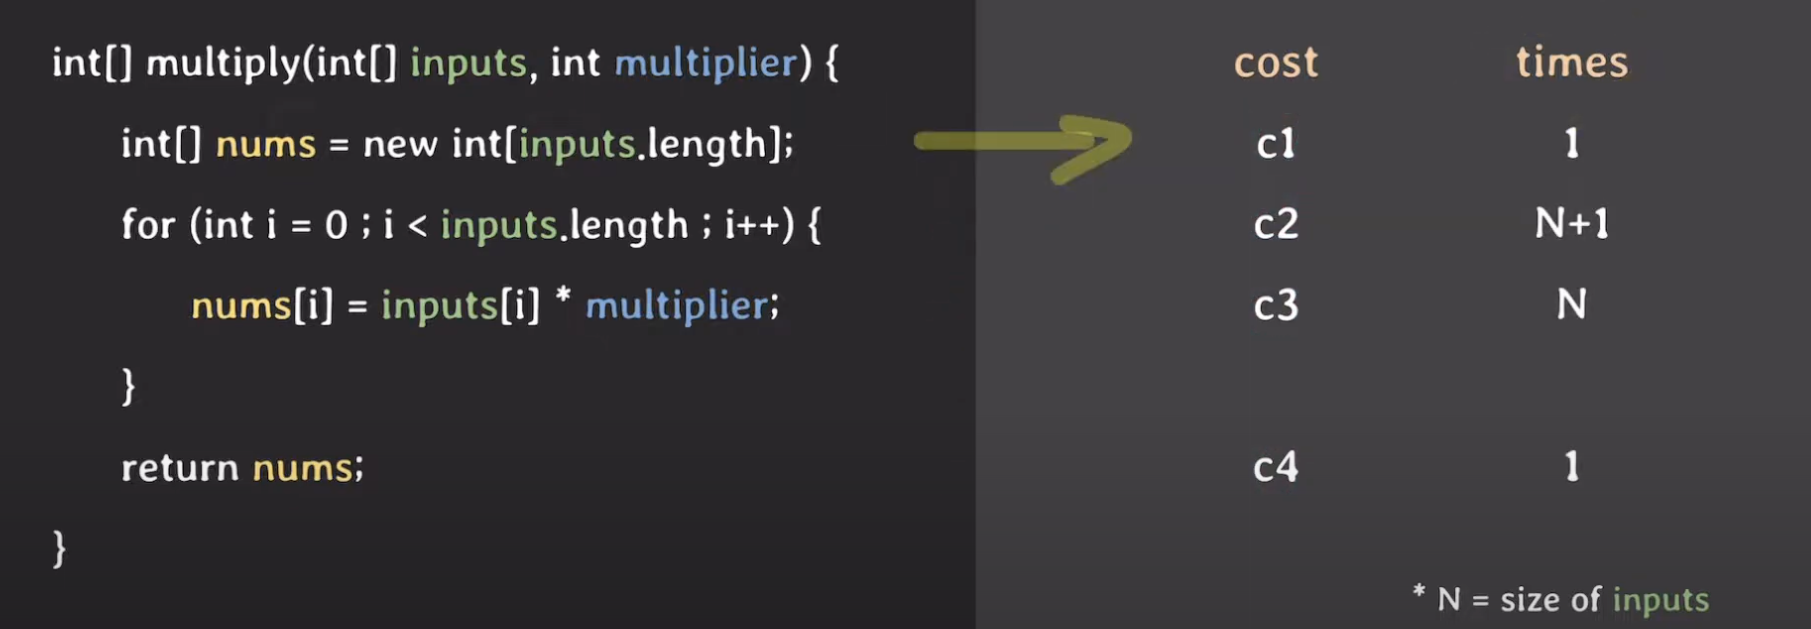 int[] multiply(int[] inputs, int multiplier) { cost times
int[] nums = new int[inputs.length]; c1 1
for (int i = 0 ; i < inputs.length ; i++) { c2 N+1
nums[i] = inputs[i] * multiplier; c3 N
}
return nums; c4 1
}
* N = size of inputs